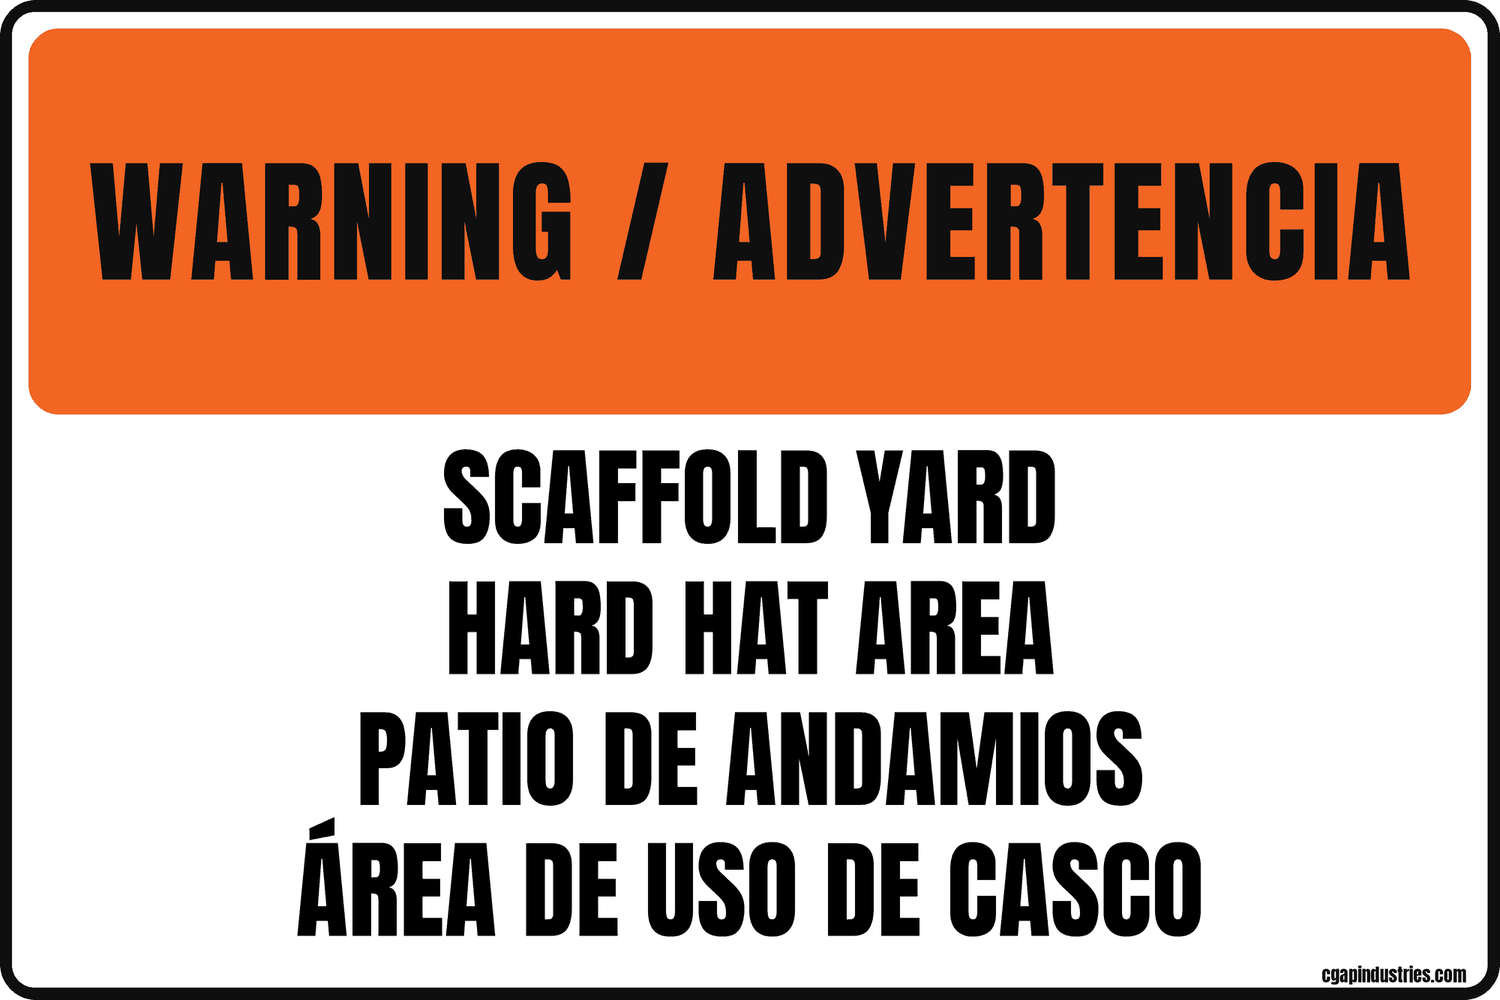 WARNING / ADVERTENCIA
SCAFFOLD YARD
HARD HAT AREA
PATIO DE ANDAMIOS
ÁREA DE USO DE CASCO
cgapindustries.com